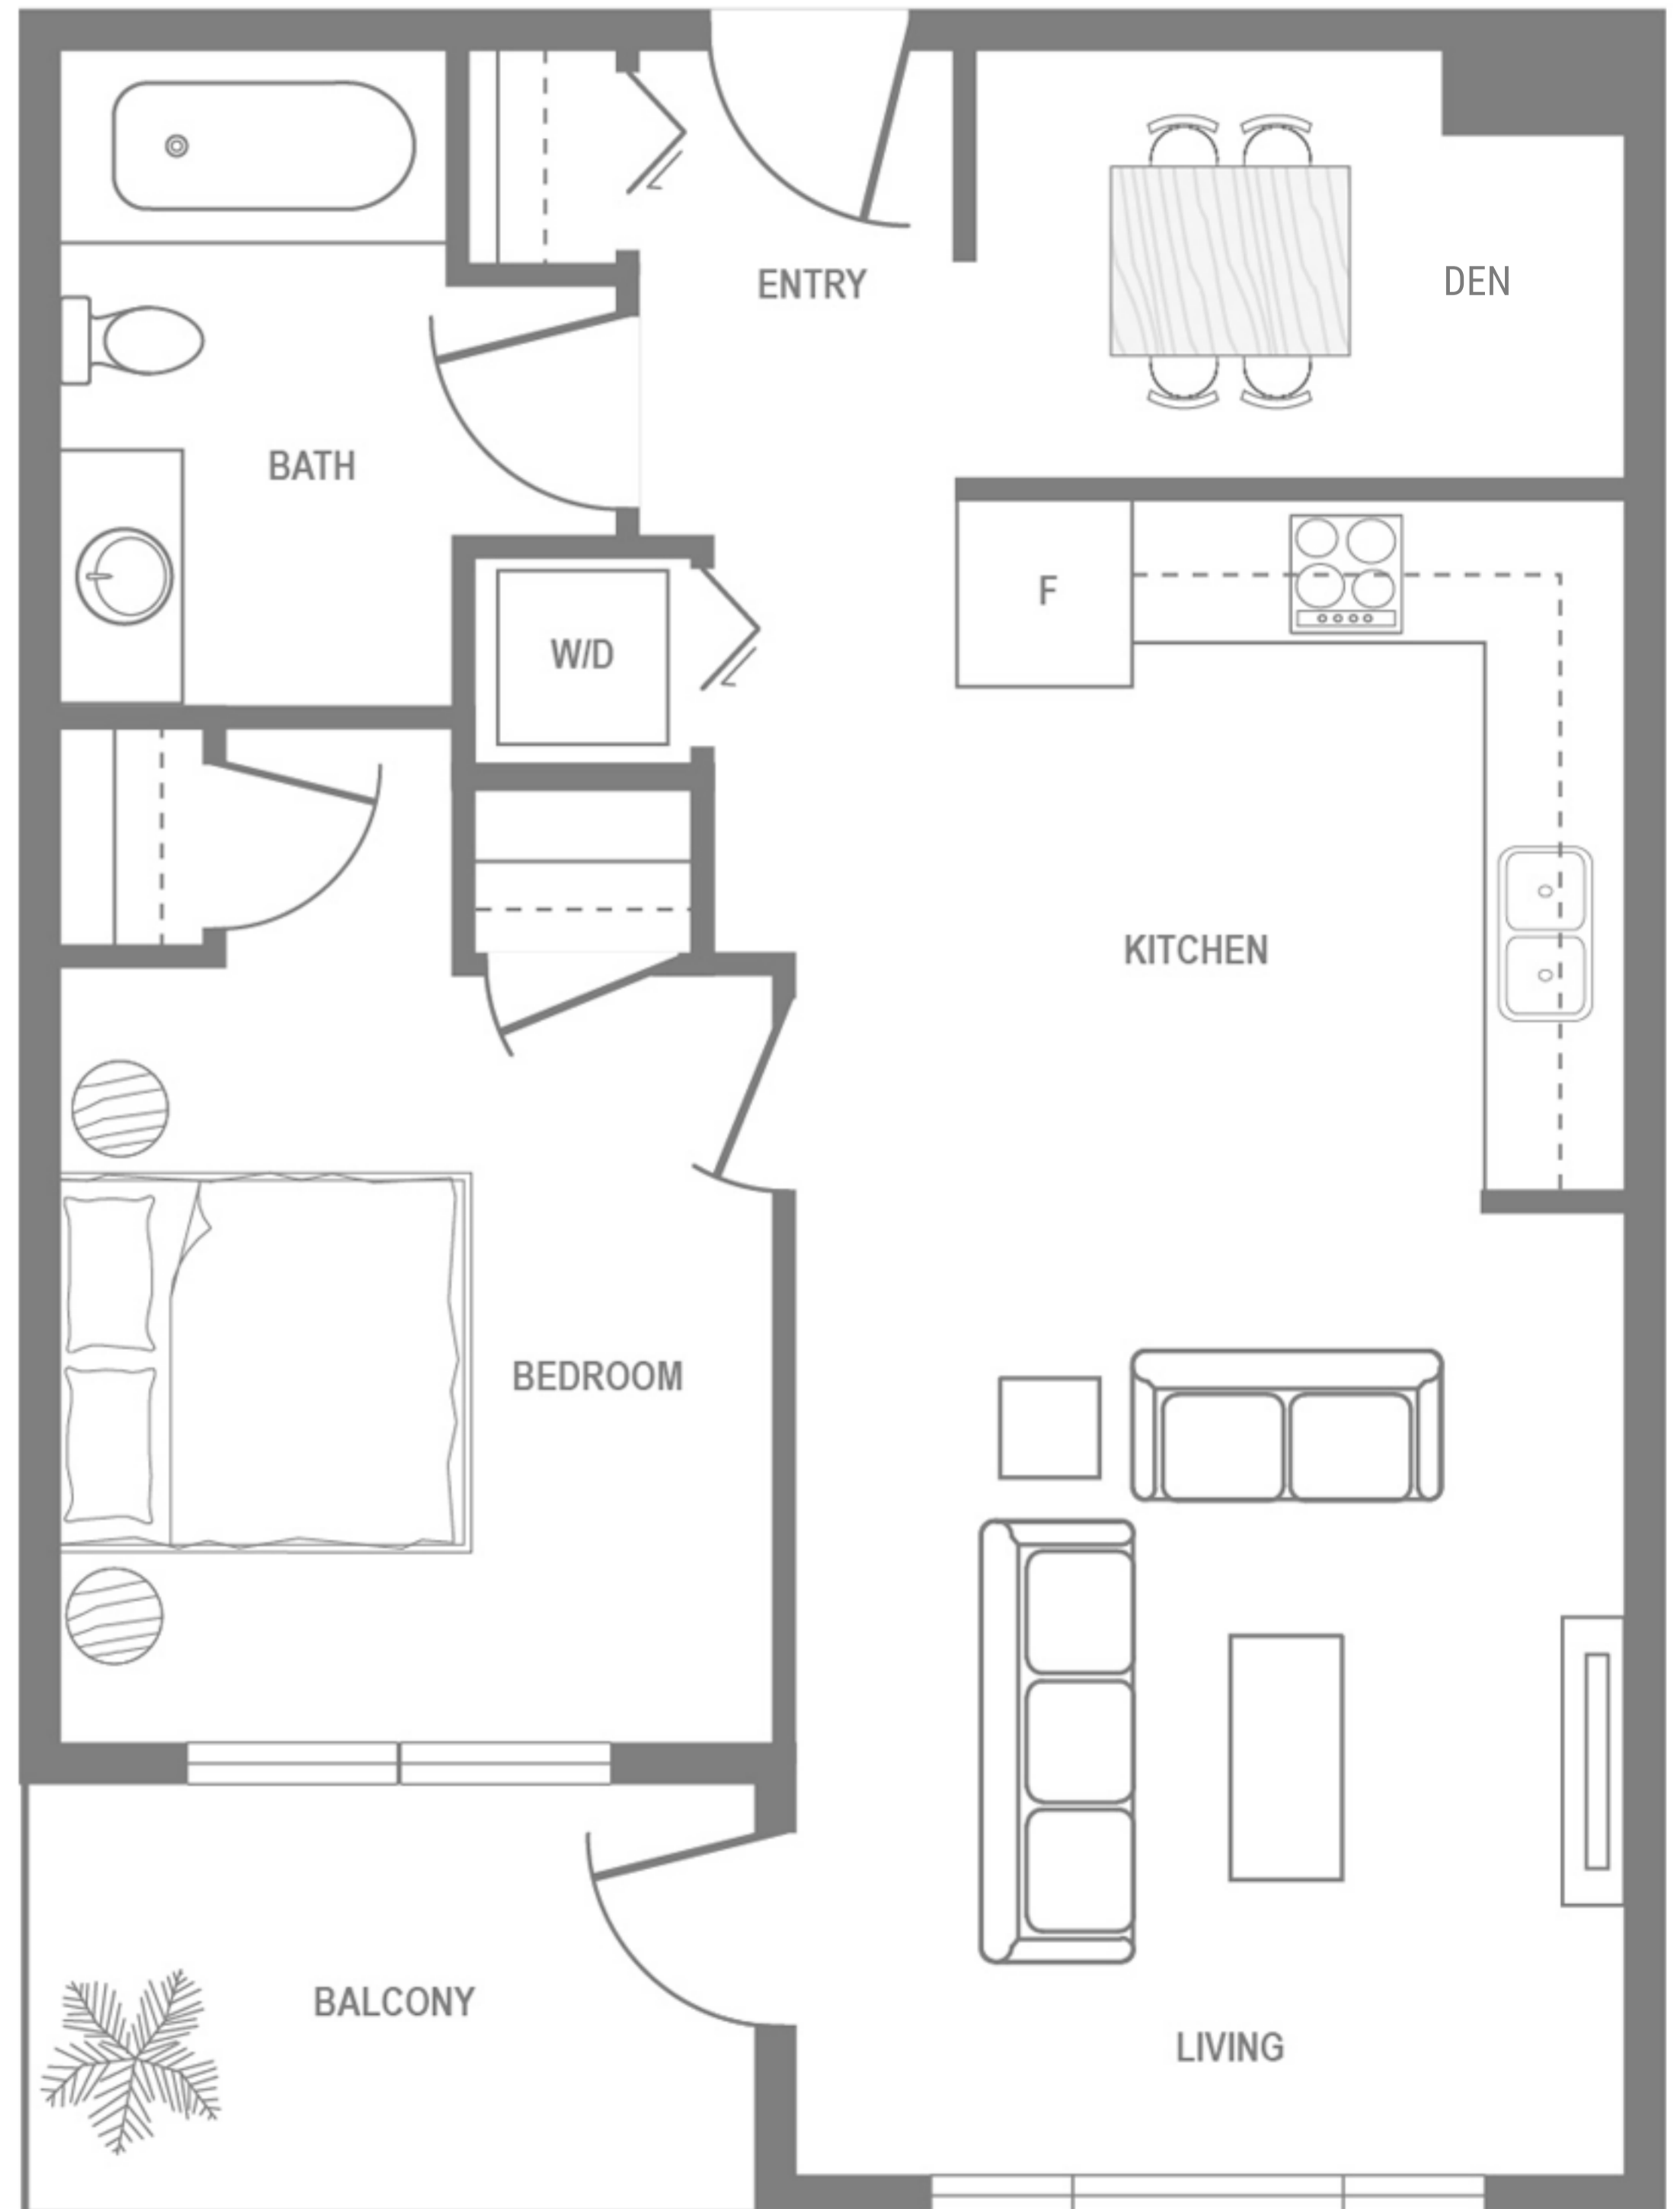 ENTRY
DEN
BATH
F
W/D
KITCHEN
BEDROOM
BALCONY
LIVING